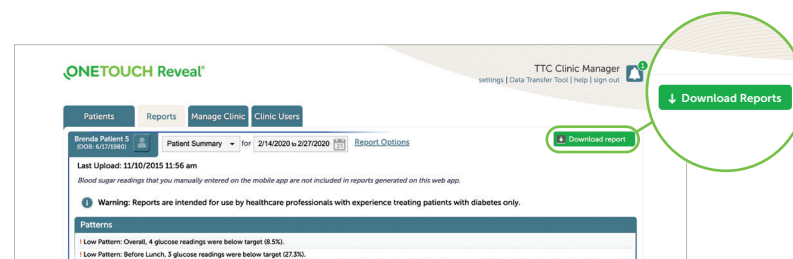 ONETOUCH Reveal®
TTC Clinic Manager
1
settings | Data Transfer Tool | help | sign out
↓ Download Reports
Patients Reports Manage Clinic Clinic Users
Brenda Patient S
(DOB: 6/17/1980)
Patient Summary for 2/14/2020 to 2/27/2020 31 Report Options
Download report
Last Upload: 11/10/2015 11:56 am
Blood sugar readings that you manually entered on the mobile app are not included in reports generated on this web app.
i Warning: Reports are intended for use by healthcare professionals with experience treating patients with diabetes only.
Patterns
! Low Pattern: Overall, 4 glucose readings were below target (8.5%).
! Low Pattern: Before Lunch, 3 glucose readings were below target (27.3%).